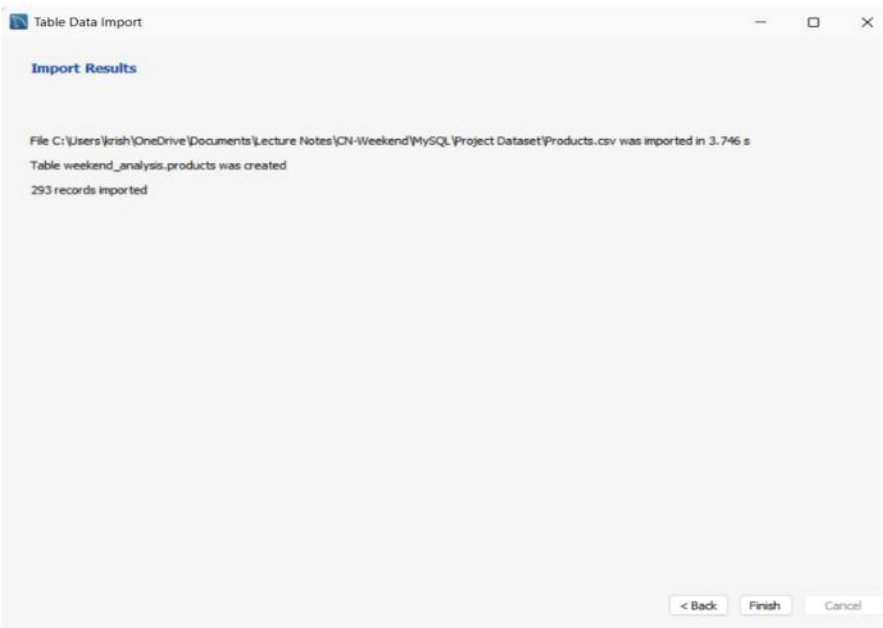 Table Data Import
Import Results
File C:\Users\krish\OneDrive\Documents\Lecture Notes\CN-Weekend\MySQL\Project Dataset\Products.csv was imported in 3.746 s
Table weekend_analysis.products was created
293 records imported
< Back Finish Cancel